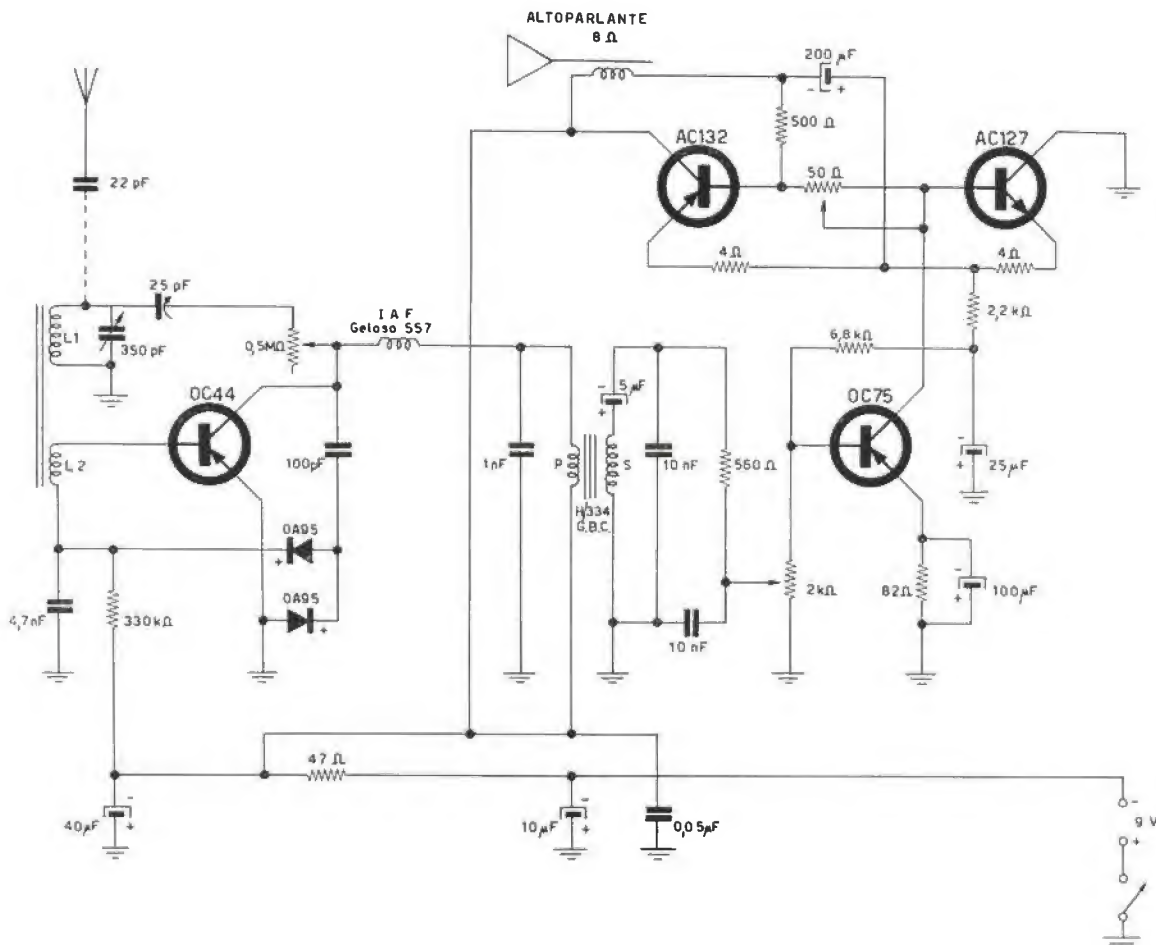 ALTOPARLANTE
8 Ω
200 µF
-
+
500 Ω
AC132
AC127
50 Ω
22 pF
4 Ω
4 Ω
2,2 kΩ
25 pF
I A F
Geloso 557
L1
350 pF
0,5MΩ
6,8 kΩ
OC44
OC75
-
5 µF
+
L2
100pF
1nF
P
S
10 nF
560 Ω
-
25 µF
+
H/334
G.B.C.
OA95
+
2kΩ
82Ω
-
100µF
+
4,7nF
330 kΩ
OA95
+
10 nF
47 Ω
-
40µF
+
-
10µF
+
0,05µF
-
9 V
+